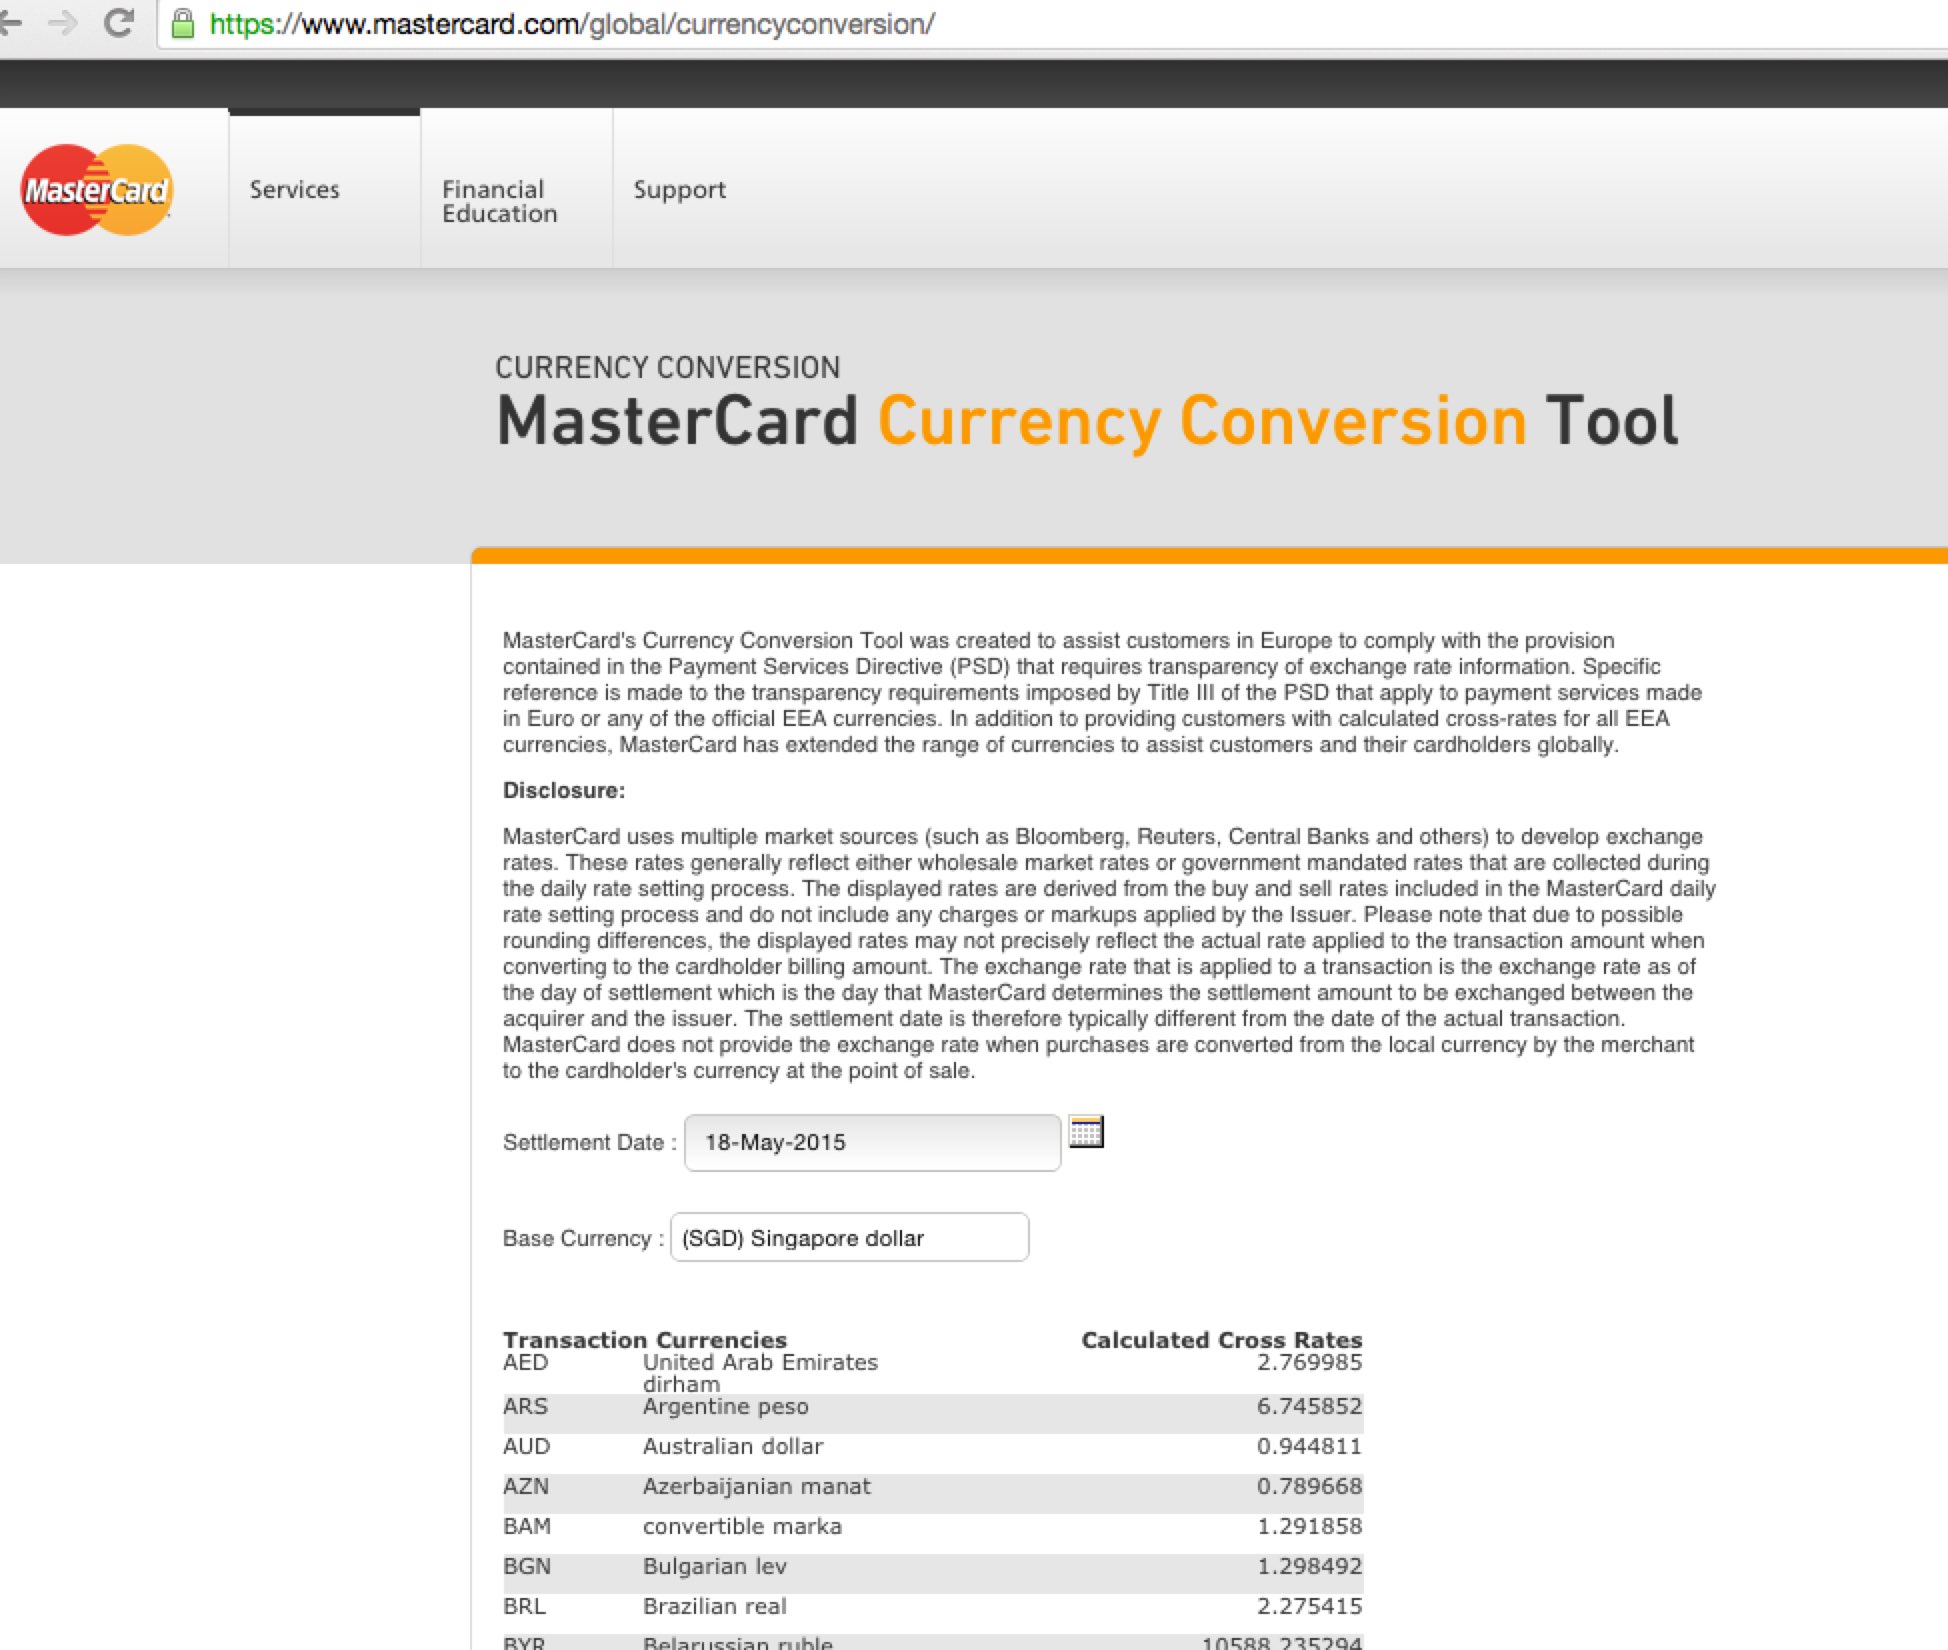 https://www.mastercard.com/global/currencyconversion/
MasterCard
Services
Financial
Education
Support
CURRENCY CONVERSION
MasterCard Currency Conversion Tool
MasterCard's Currency Conversion Tool was created to assist customers in Europe to comply with the provision
contained in the Payment Services Directive (PSD) that requires transparency of exchange rate information. Specific
reference is made to the transparency requirements imposed by Title III of the PSD that apply to payment services made
in Euro or any of the official EEA currencies. In addition to providing customers with calculated cross-rates for all EEA
currencies, MasterCard has extended the range of currencies to assist customers and their cardholders globally.
Disclosure:
MasterCard uses multiple market sources (such as Bloomberg, Reuters, Central Banks and others) to develop exchange
rates. These rates generally reflect either wholesale market rates or government mandated rates that are collected during
the daily rate setting process. The displayed rates are derived from the buy and sell rates included in the MasterCard daily
rate setting process and do not include any charges or markups applied by the Issuer. Please note that due to possible
rounding differences, the displayed rates may not precisely reflect the actual rate applied to the transaction amount when
converting to the cardholder billing amount. The exchange rate that is applied to a transaction is the exchange rate as of
the day of settlement which is the day that MasterCard determines the settlement amount to be exchanged between the
acquirer and the issuer. The settlement date is therefore typically different from the date of the actual transaction.
MasterCard does not provide the exchange rate when purchases are converted from the local currency by the merchant
to the cardholder's currency at the point of sale.
Settlement Date : 18-May-2015
Base Currency : (SGD) Singapore dollar
Transaction Currencies Calculated Cross Rates
AED United Arab Emirates dirham 2.769985
ARS Argentine peso 6.745852
AUD Australian dollar 0.944811
AZN Azerbaijanian manat 0.789668
BAM convertible marka 1.291858
BGN Bulgarian lev 1.298492
BRL Brazilian real 2.275415
BYR Belarussian ruble 10588.235294